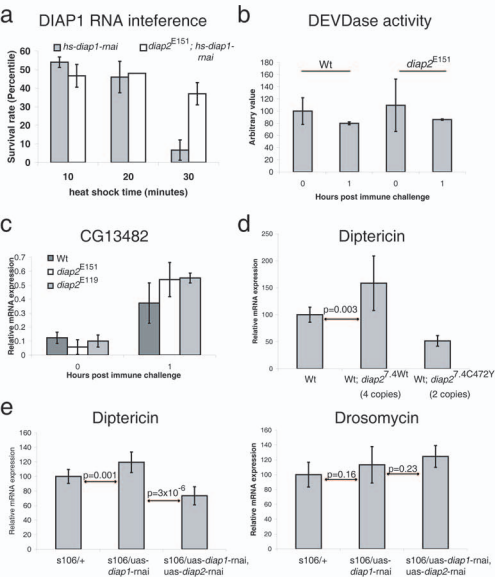 a DIAP1 RNA inteference
hs-diap1-rnai
diap2E151; hs-diap1-
rnai
Survival rate (Percentile)
60
50
40
30
20
10
0
10 20 30
heat shock time (minutes)
b DEVDase activity
Wt diap2E151
Arbitrary value
180
160
140
120
100
80
60
40
20
0
0 1 0 1
Hours post immune challenge
c CG13482
Wt
diap2E151
diap2E119
Relative mRNA expression
0.7
0.6
0.5
0.4
0.3
0.2
0.1
0
0 1
Hours post immune challenge
d Diptericin
Relative mRNA expression
250
200
150
100
50
0
p=0.003
Wt Wt; diap27.4Wt Wt; diap27.4C472Y
(4 copies) (2 copies)
e Diptericin
Relative mRNA expression
160
140
120
100
80
60
40
20
0
p=0.001
p=3x10-6
s106/+ s106/uas- s106/uas-diap1-rnai,
diap1-rnai uas-diap2-rnai
Drosomycin
Relative mRNA expression
160
140
120
100
80
60
40
20
0
p=0.16
p=0.23
s106/+ s106/uas- s106/uas-diap1-rnai,
diap1-rnai uas-diap2-rnai